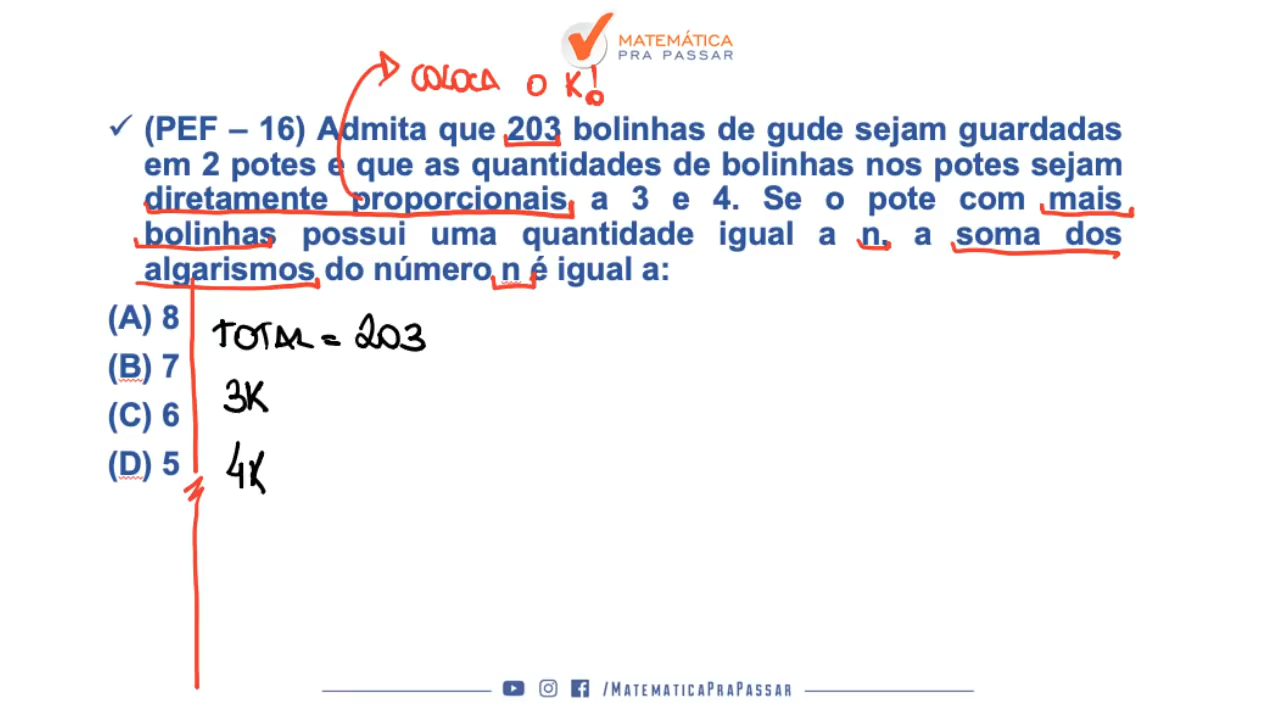 MATEMÁTICA
PRA PASSAR
COLOCA O K!
✓ (PEF – 16) Admita que 203 bolinhas de gude sejam guardadas
em 2 potes e que as quantidades de bolinhas nos potes sejam
diretamente proporcionais a 3 e 4. Se o pote com mais
bolinhas possui uma quantidade igual a n, a soma dos
algarismos do número n é igual a:
(A) 8
TOTAL = 203
(B) 7
3K
(C) 6
(D) 5
4K
/MATEMATICAPRAPASSAR